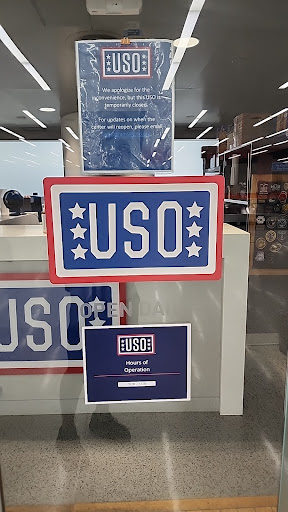 USO
We apologize for the
inconvenience, but this USO is
temporarily closed.
For updates on when the
center will reopen, please email
USO
USO
OPEN DA
USO
Hours of
Operation